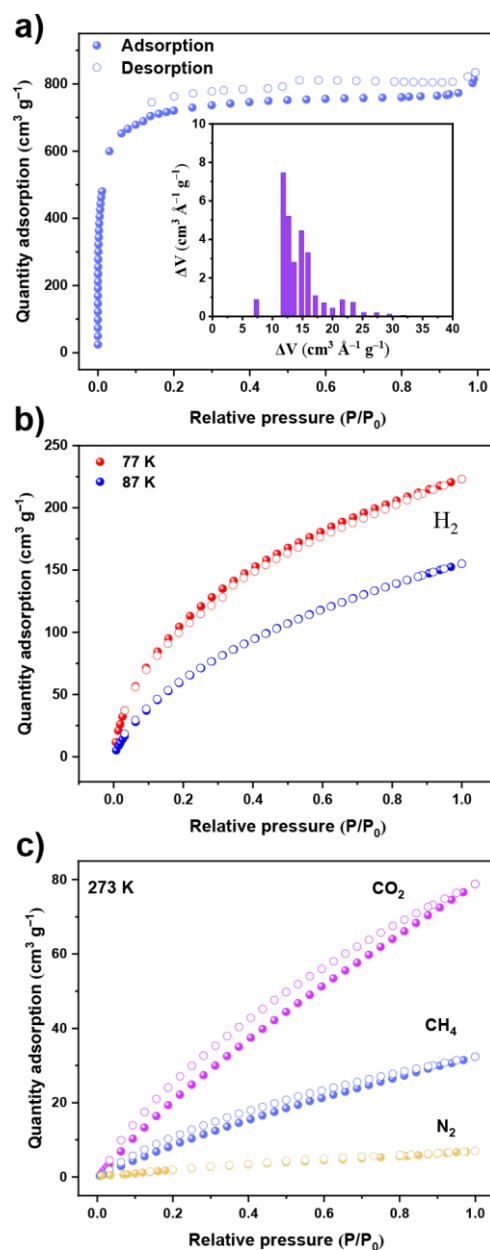 a)
Adsorption
Desorption
Quantity adsorption (cm³ g⁻¹)
800
600
400
200
0
0.0 0.2 0.4 0.6 0.8 1.0
Relative pressure (P/P₀)
ΔV (cm³ Å⁻¹ g⁻¹)
10
8
6
4
2
0
0 5 10 15 20 25 30 35 40
ΔV (cm³ Å⁻¹ g⁻¹)
b)
77 K
87 K
H₂
Quantity adsorption (cm³ g⁻¹)
250
200
150
100
50
0
0.0 0.2 0.4 0.6 0.8 1.0
Relative pressure (P/P₀)
c)
273 K
CO₂
CH₄
N₂
Quantity adsorption (cm³ g⁻¹)
80
60
40
20
0
0.0 0.2 0.4 0.6 0.8 1.0
Relative pressure (P/P₀)